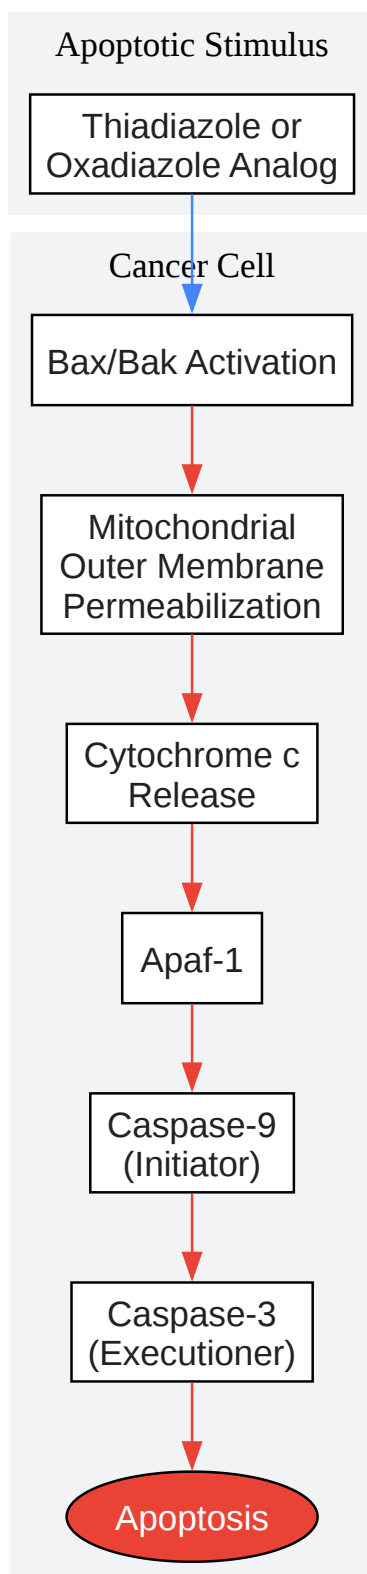 Apoptotic Stimulus
Thiadiazole or
Oxadiazole Analog
Cancer Cell
Bax/Bak Activation
Mitochondrial
Outer Membrane
Permeabilization
Cytochrome c
Release
Apaf-1
Caspase-9
(Initiator)
Caspase-3
(Executioner)
Apoptosis